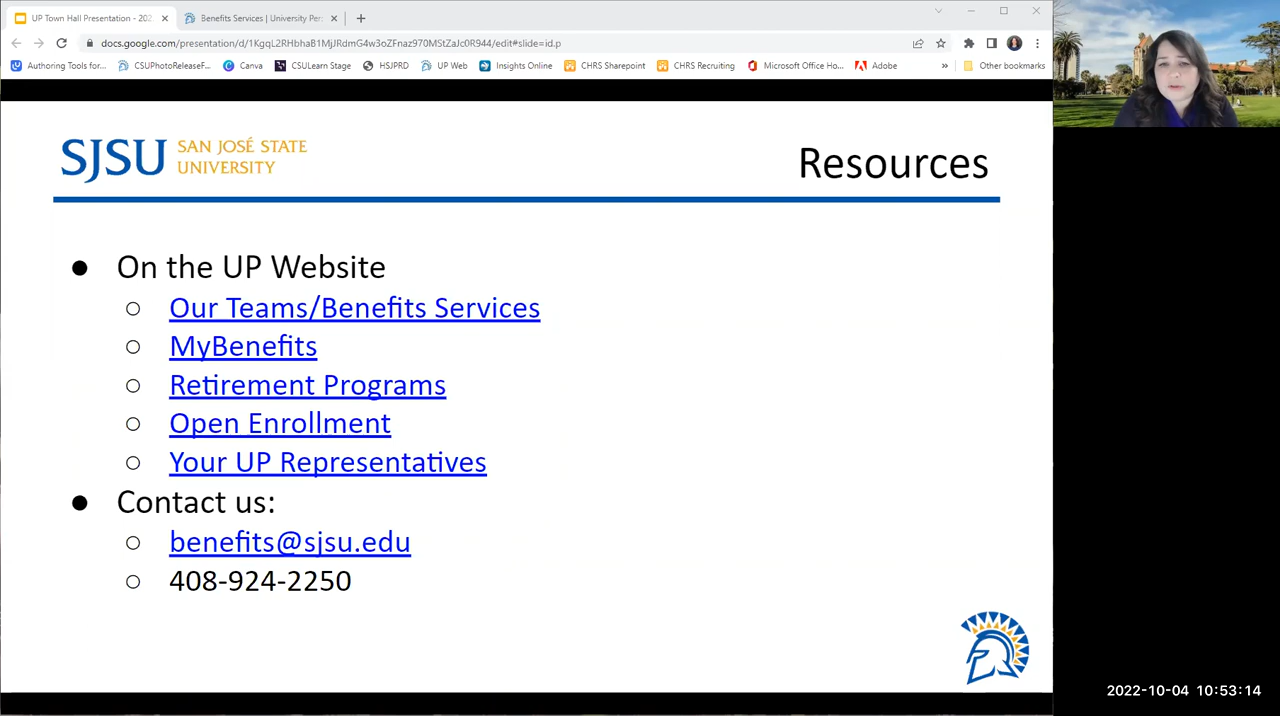 UP Town Hall Presentation - 202
Benefits Services | University Per
docs.google.com/presentation/d/1KgqL2RHbhaB1MjJRdmG4w3oZFnaz970MStZaJc0R944/edit#slide=id.p
Authoring Tools for... CSUPhotoReleaseF... Canva CSULearn Stage HSJPRD UP Web Insights Online CHRS Sharepoint CHRS Recruiting Microsoft Office Ho... Adobe » Other bookmarks
SJSU SAN JOSÉ STATE
UNIVERSITY
Resources
● On the UP Website
○ Our Teams/Benefits Services
○ MyBenefits
○ Retirement Programs
○ Open Enrollment
○ Your UP Representatives
● Contact us:
○ benefits@sjsu.edu
○ 408-924-2250
2022-10-04 10:53:14